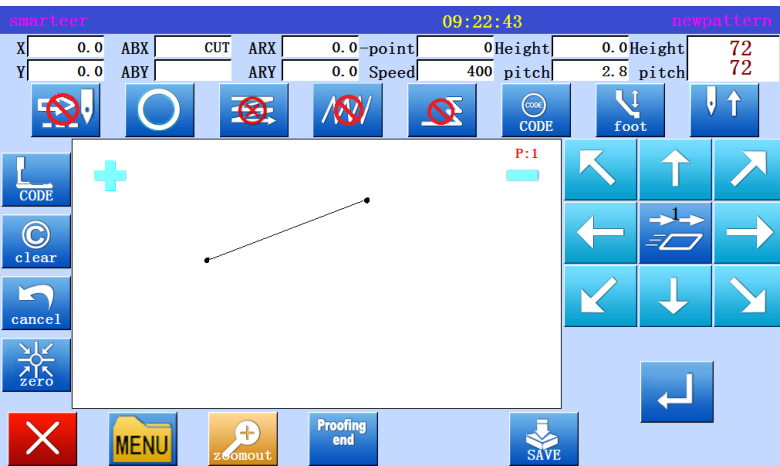 smarteer 09:22:43 newpattern
X 0.0 ABX CUT ARX 0.0 -point 0 Height 0.0 Height 72
Y 0.0 ABY ARY 0.0 Speed 400 pitch 2.8 pitch 72
CODE
CODE foot
P:1
CODE
1
clear
cancel
zero
MENU zoomout Proofing
end
SAVE